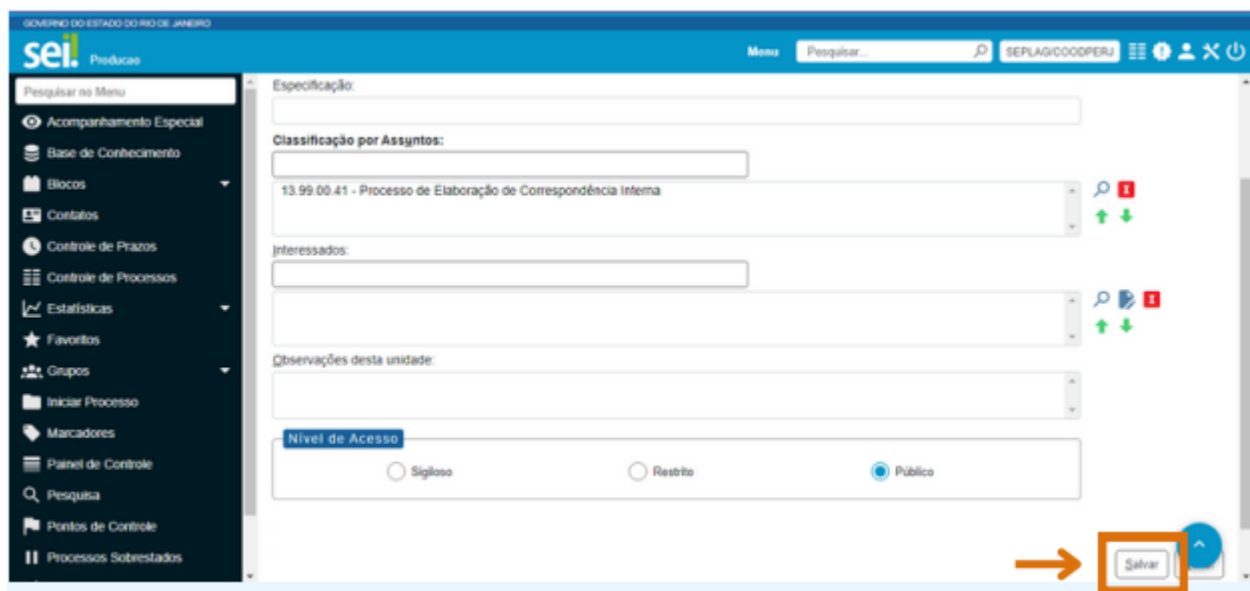 GOVERNO DO ESTADO DO RIO DE JANEIRO
sei! Producao
Menu
Pesquisar...
SEPLAG/COODPERJ
Pesquisar no Menu
Acompanhamento Especial
Base de Conhecimento
Blocos
Contatos
Controle de Prazos
Controle de Processos
Estatísticas
Favoritos
Grupos
Iniciar Processo
Marcadores
Painel de Controle
Pesquisa
Pontos de Controle
Processos Sobrestados
Especificação:
Classificação por Assuntos:
13.99.00.41 - Processo de Elaboração de Correspondência Interna
Interessados:
Observações desta unidade:
Nível de Acesso
Sigiloso
Restrito
Público
Salvar